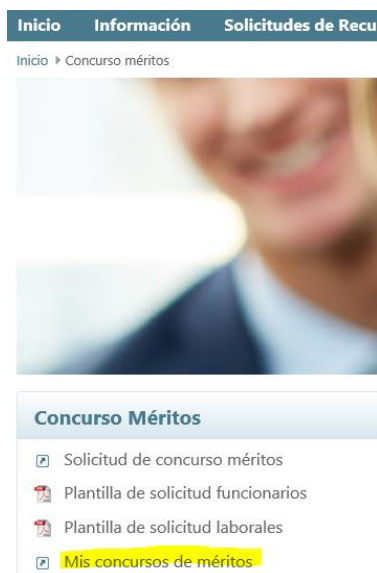 Inicio Información Solicitudes de Recu
Inicio Concurso méritos
Concurso Méritos
Solicitud de concurso méritos
Plantilla de solicitud funcionarios
Plantilla de solicitud laborales
Mis concursos de méritos